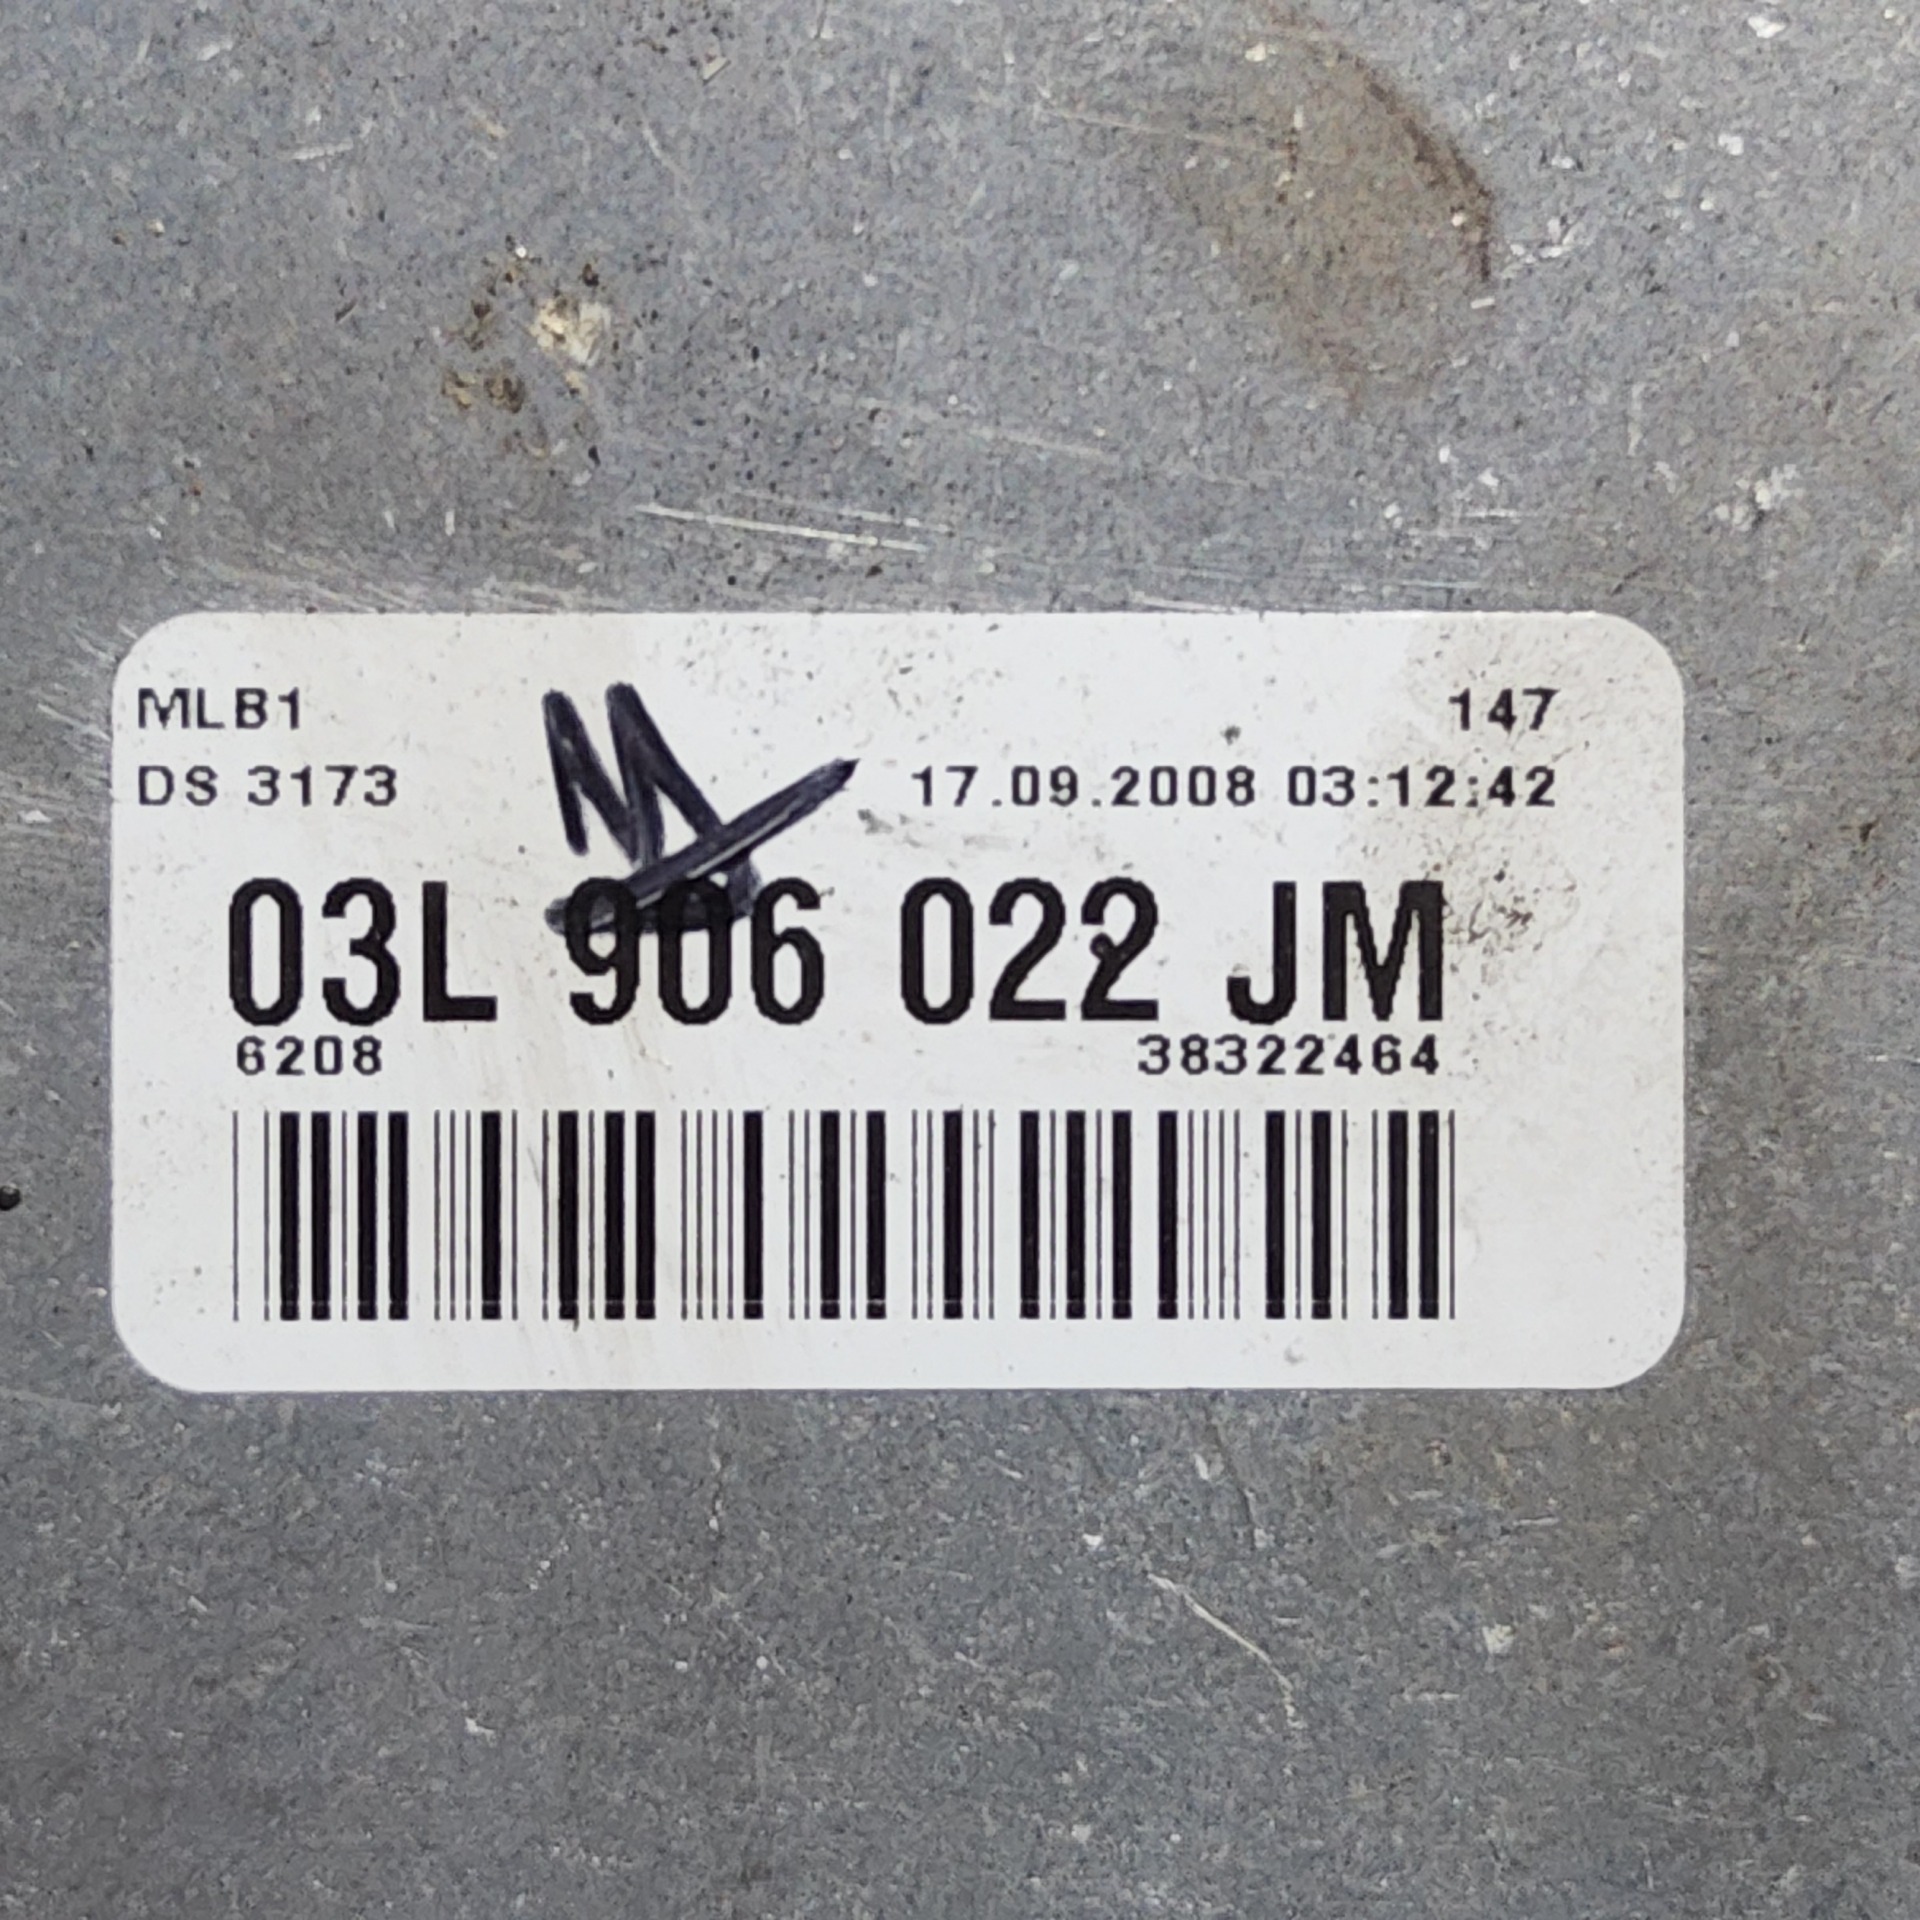 MLB1 147
DS 3173 17.09.2008 03:12:42
03L 906 022 JM
6208 38322464